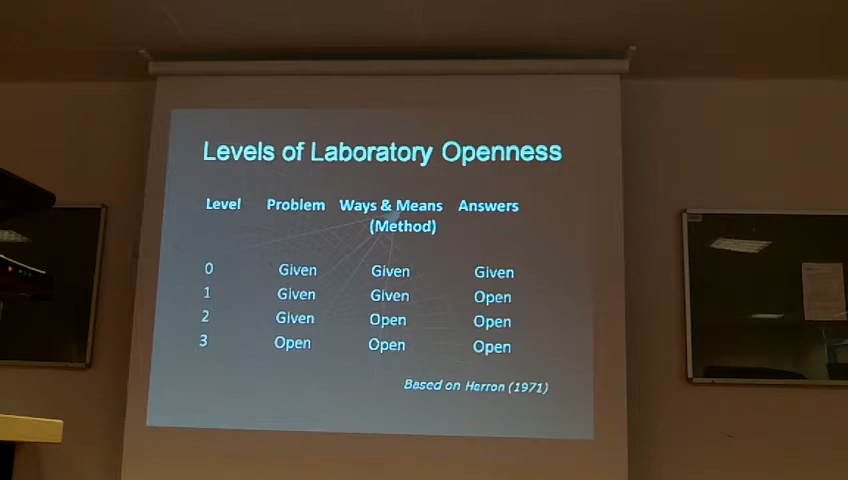 Levels of Laboratory Openness
Level Problem Ways & Means Answers
(Method)
0 Given Given Given
1 Given Given Open
2 Given Open Open
3 Open Open Open
Based on Herron (1971)